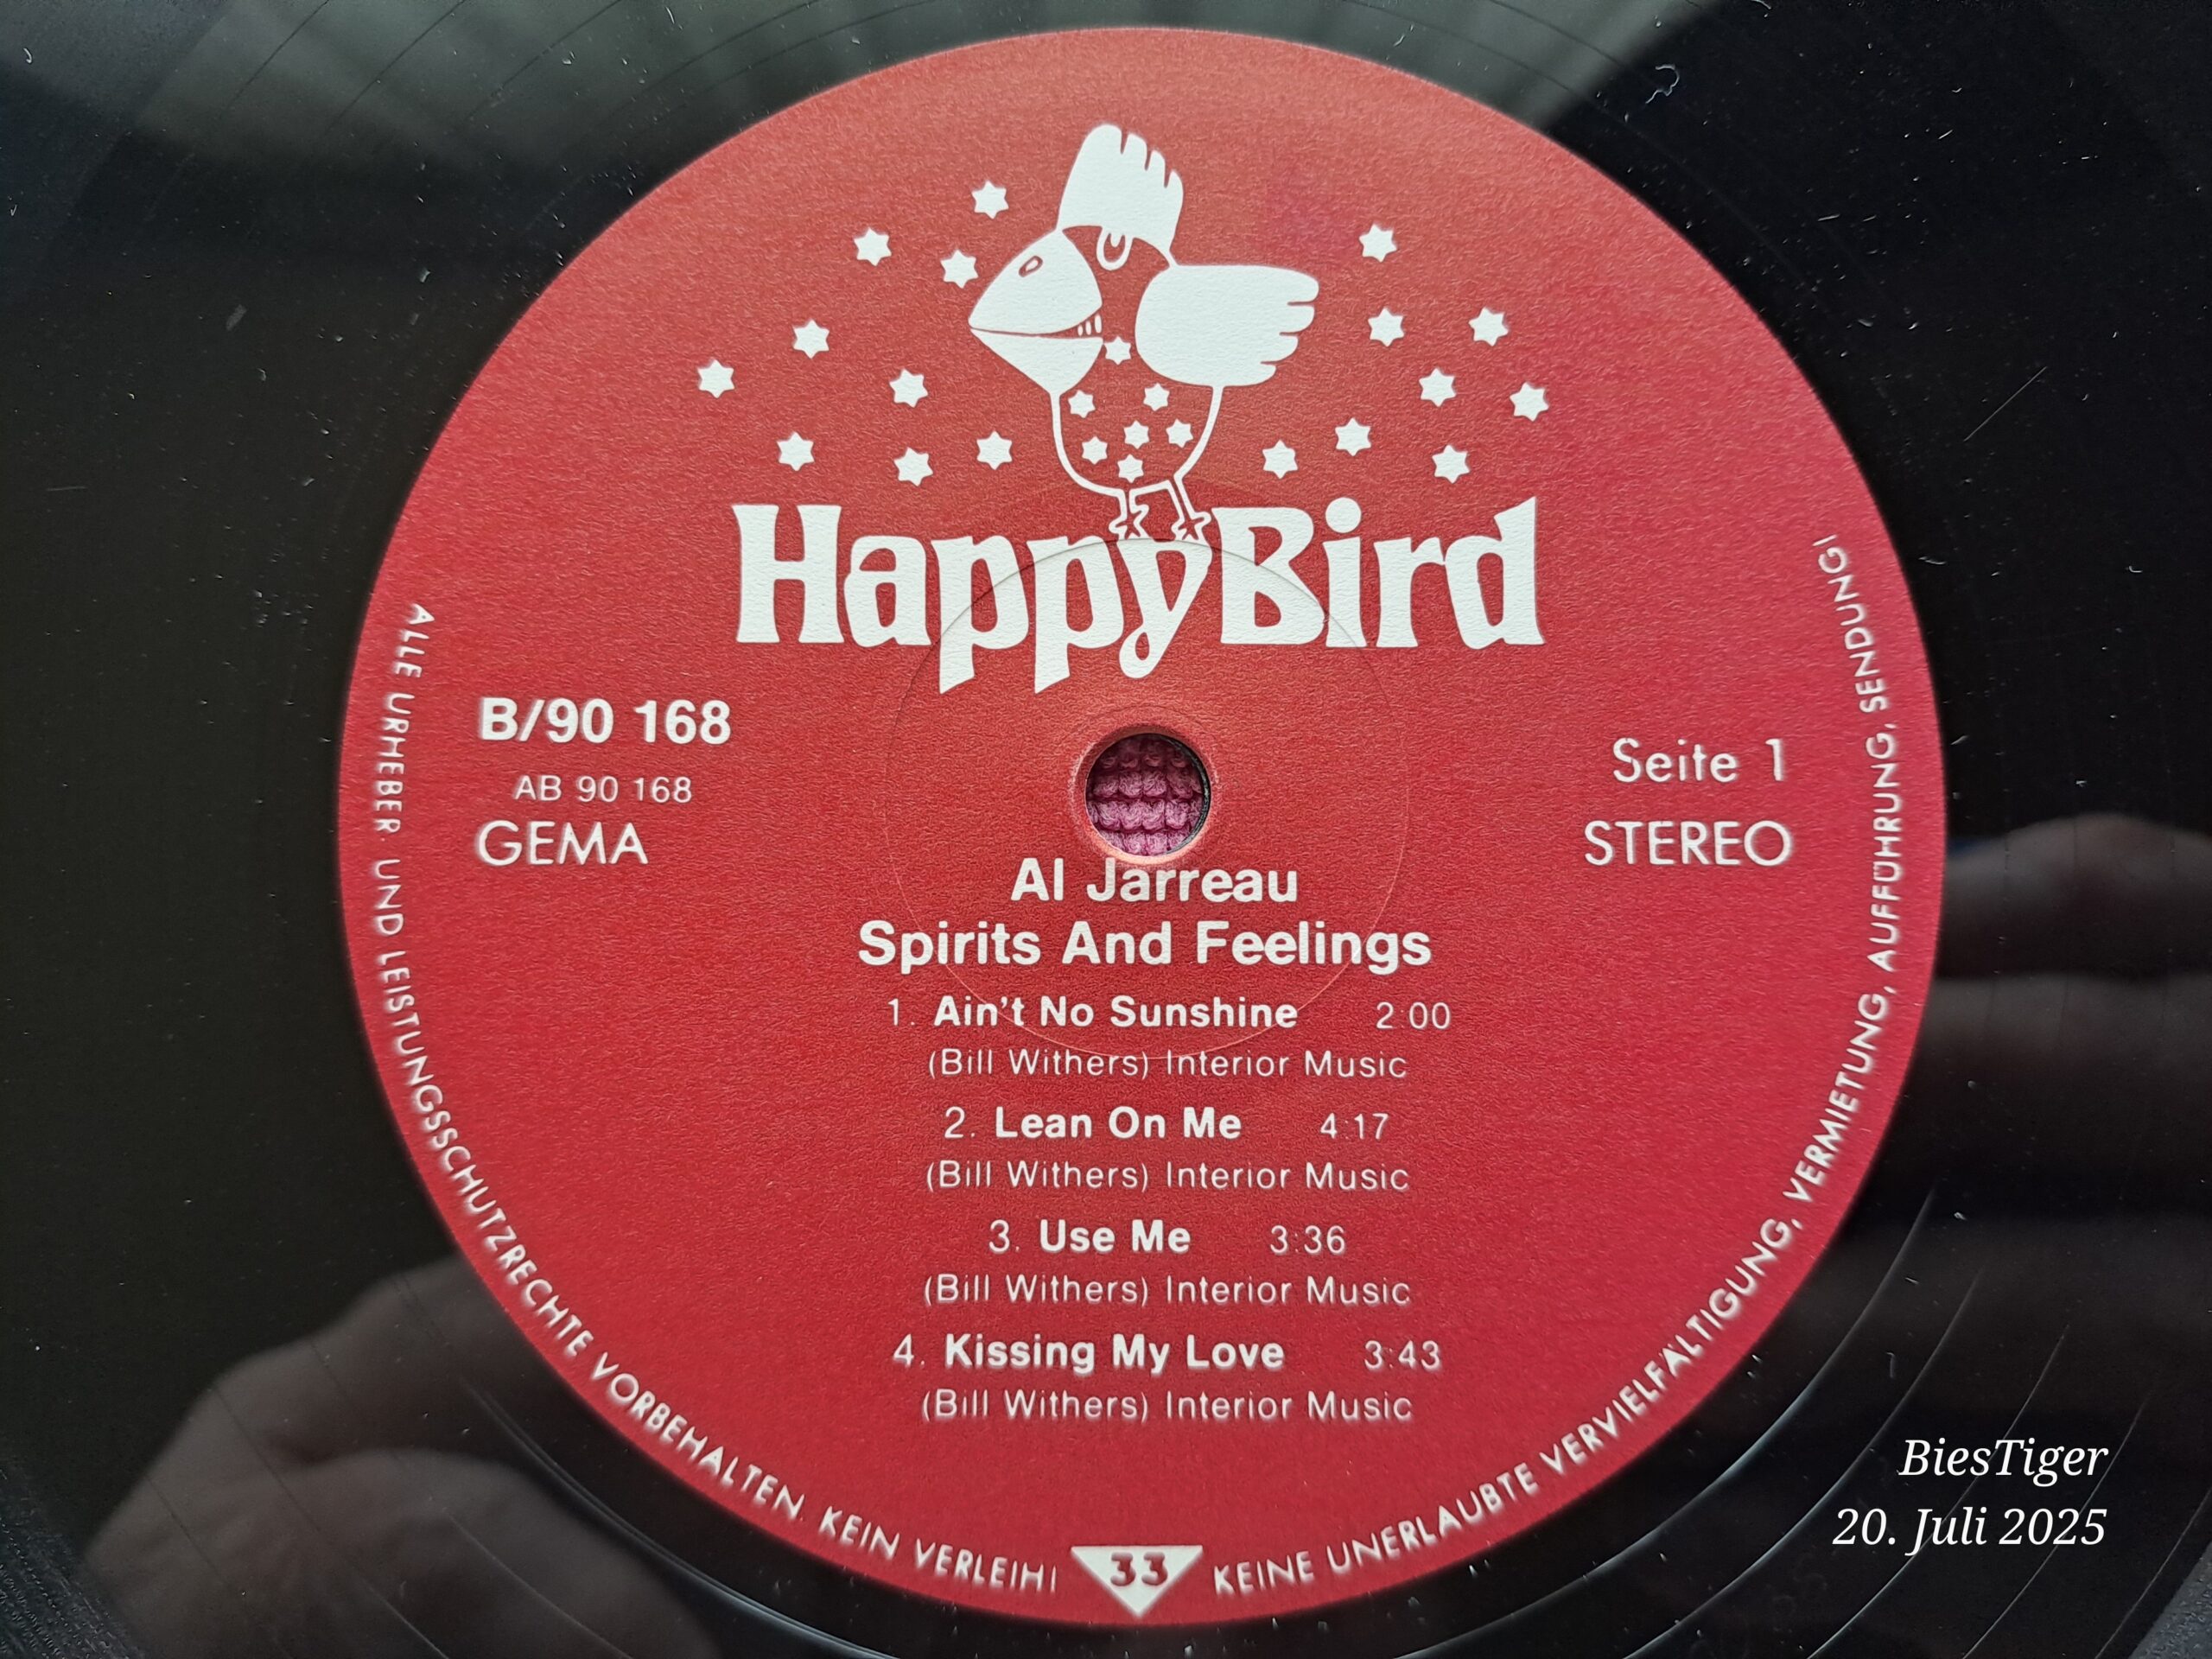 HappyBird
B/90 168
AB 90 168
GEMA
Seite 1
STEREO
Al Jarreau
Spirits And Feelings
1. Ain't No Sunshine 2:00
(Bill Withers) Interior Music
2. Lean On Me 4:17
(Bill Withers) Interior Music
3. Use Me 3:36
(Bill Withers) Interior Music
4. Kissing My Love 3:43
(Bill Withers) Interior Music
ALLE URHEBER- UND LEISTUNGSSCHUTZRECHTE VORBEHALTEN. KEIN VERLEIH!
33
KEINE UNERLAUBTE VERVIELFÄLTIGUNG, VERMIETUNG, AUFFÜHRUNG, SENDUNG!
BiesTiger
20. Juli 2025